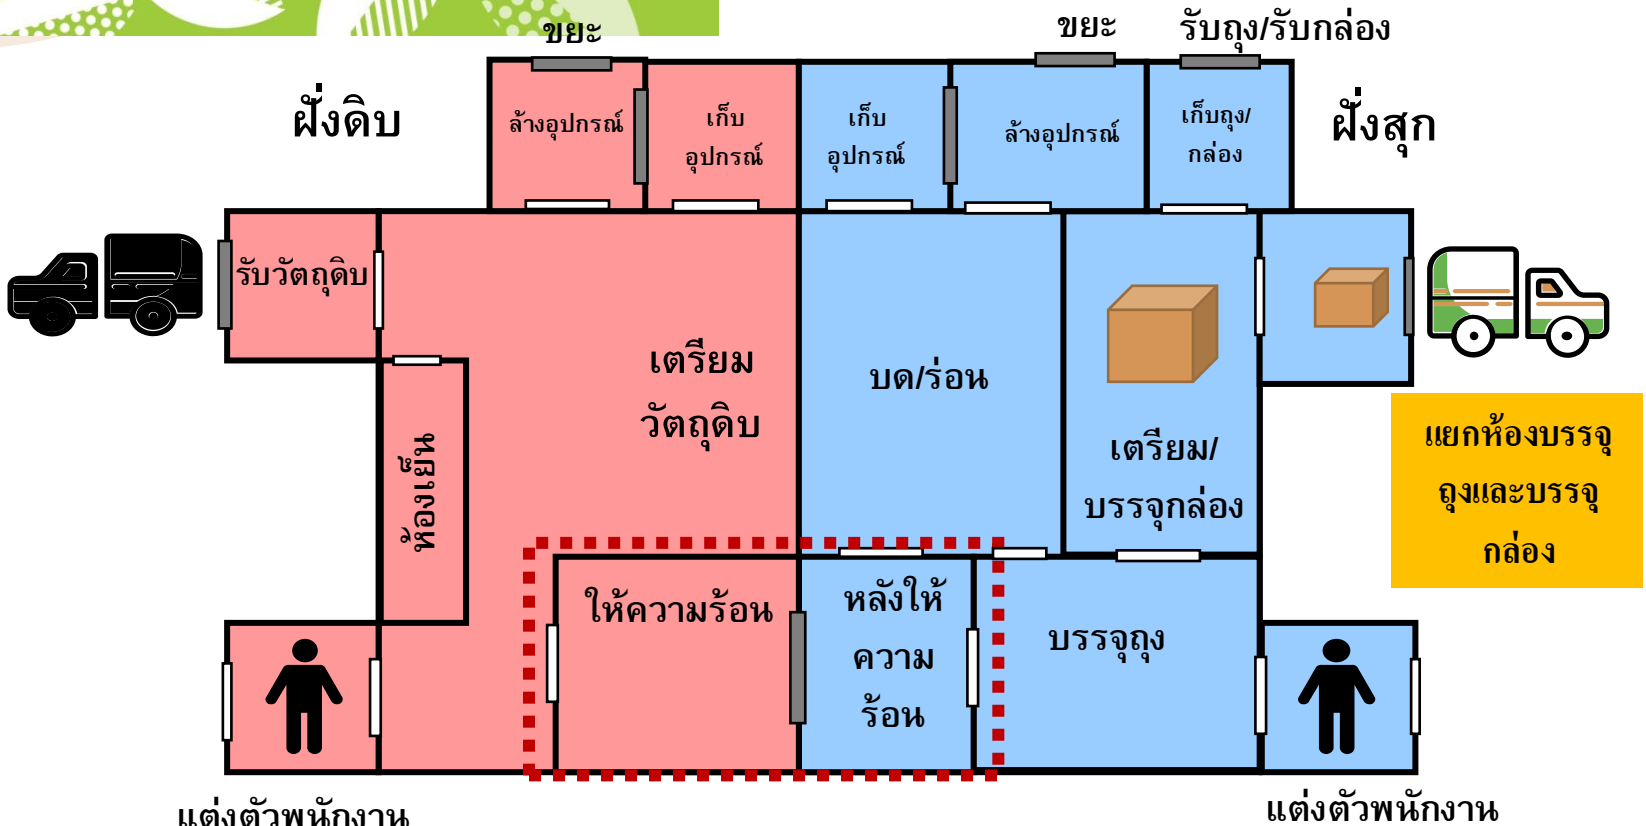 ขยะ
ขยะ
รับถุง/รับกล่อง
ฝั่งดิบ
ล้างอุปกรณ์
เก็บ
อุปกรณ์
เก็บ
อุปกรณ์
ล้างอุปกรณ์
เก็บถุง/
กล่อง
ฝั่งสุก
รับวัตถุดิบ
เตรียม
วัตถุดิบ
บด/ร่อน
เตรียม/
บรรจุกล่อง
แยกห้องบรรจุ
ถุงและบรรจุ
กล่อง
ห้องเย็น
ให้ความร้อน
หลังให้
ความ
ร้อน
บรรจุถุง
แต่งตัวพนักงาน
แต่งตัวพนักงาน